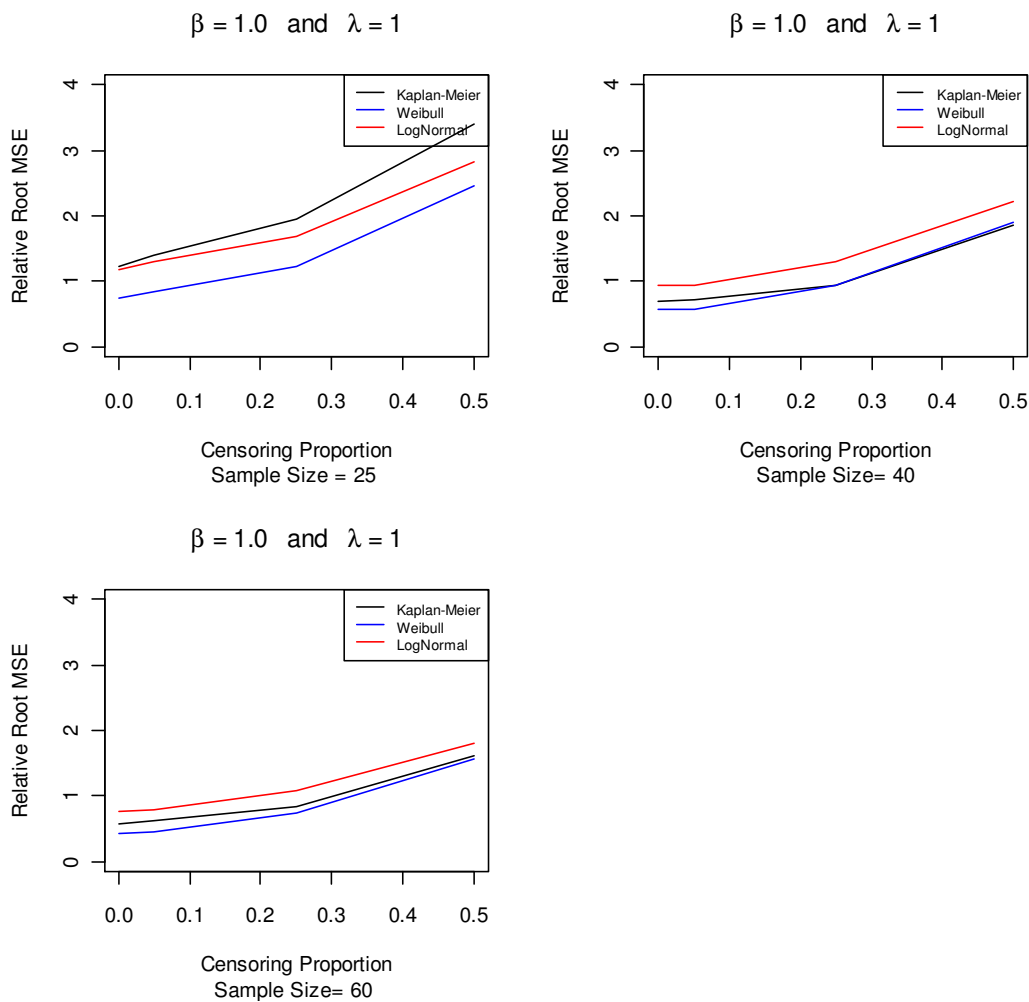 β = 1.0 and λ = 1
Relative Root MSE
4
3
2
1
0
Kaplan-Meier
Weibull
LogNormal
0.0 0.1 0.2 0.3 0.4 0.5
Censoring Proportion
Sample Size = 25
β = 1.0 and λ = 1
Relative Root MSE
4
3
2
1
0
Kaplan-Meier
Weibull
LogNormal
0.0 0.1 0.2 0.3 0.4 0.5
Censoring Proportion
Sample Size= 40
β = 1.0 and λ = 1
Relative Root MSE
4
3
2
1
0
Kaplan-Meier
Weibull
LogNormal
0.0 0.1 0.2 0.3 0.4 0.5
Censoring Proportion
Sample Size= 60